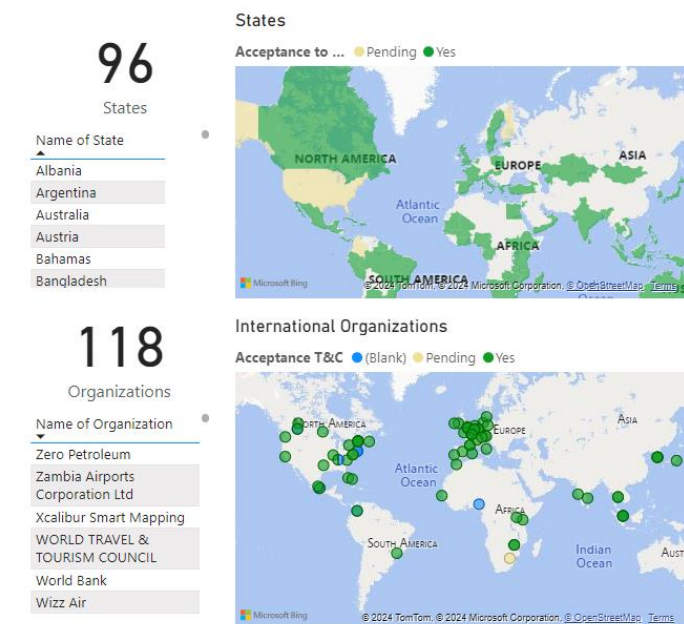 96
States
Name of State
Albania
Argentina
Australia
Austria
Bahamas
Bangladesh
States
Acceptance to ... Pending Yes
NORTH AMERICA
EUROPE
ASIA
Atlantic
Ocean
AFRICA
SOUTH AMERICA
Microsoft Bing
© 2024 TomTom, © 2024 Microsoft Corporation, © OpenStreetMap Terms
118
Organizations
Name of Organization
Zero Petroleum
Zambia Airports
Corporation Ltd
Xcalibur Smart Mapping
WORLD TRAVEL &
TOURISM COUNCIL
World Bank
Wizz Air
International Organizations
Acceptance T&C (Blank) Pending Yes
NORTH AMERICA
EUROPE
ASIA
Atlantic
Ocean
AFRICA
SOUTH AMERICA
Indian
Ocean
AUST
Microsoft Bing
© 2024 TomTom, © 2024 Microsoft Corporation, © OpenStreetMap Terms